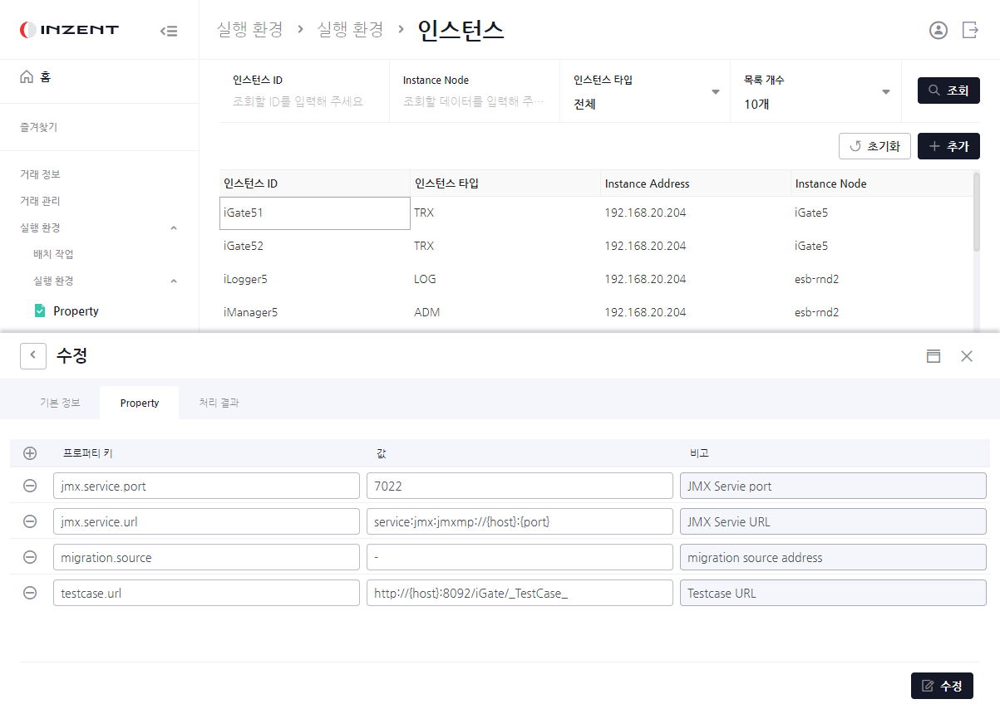 INZENT
실행 환경 > 실행 환경 > 인스턴스
홈
즐겨찾기
거래 정보
거래 관리
실행 환경
배치 작업
실행 환경
Property
인스턴스 ID
조회할 ID를 입력해 주세요
Instance Node
조회할 데이터를 입력해 주…
인스턴스 타입
전체
목록 개수
10개
조회
초기화
추가
인스턴스 ID 인스턴스 타입 Instance Address Instance Node
iGate51 TRX 192.168.20.204 iGate5
iGate52 TRX 192.168.20.204 iGate5
iLogger5 LOG 192.168.20.204 esb-rnd2
iManager5 ADM 192.168.20.204 esb-rnd2
수정
기본 정보 Property 처리 결과
프로퍼티 키 값 비고
jmx.service.port 7022 JMX Servie port
jmx.service.url service:jmx:jmxmp://{host}:{port} JMX Servie URL
migration.source - migration source address
testcase.url http://{host}:8092/iGate/_TestCase_ Testcase URL
수정